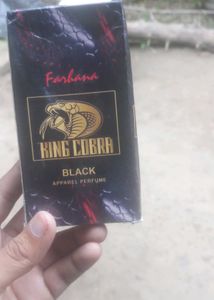 Farhana
KING COBRA
BLACK
APPAREL PERFUME